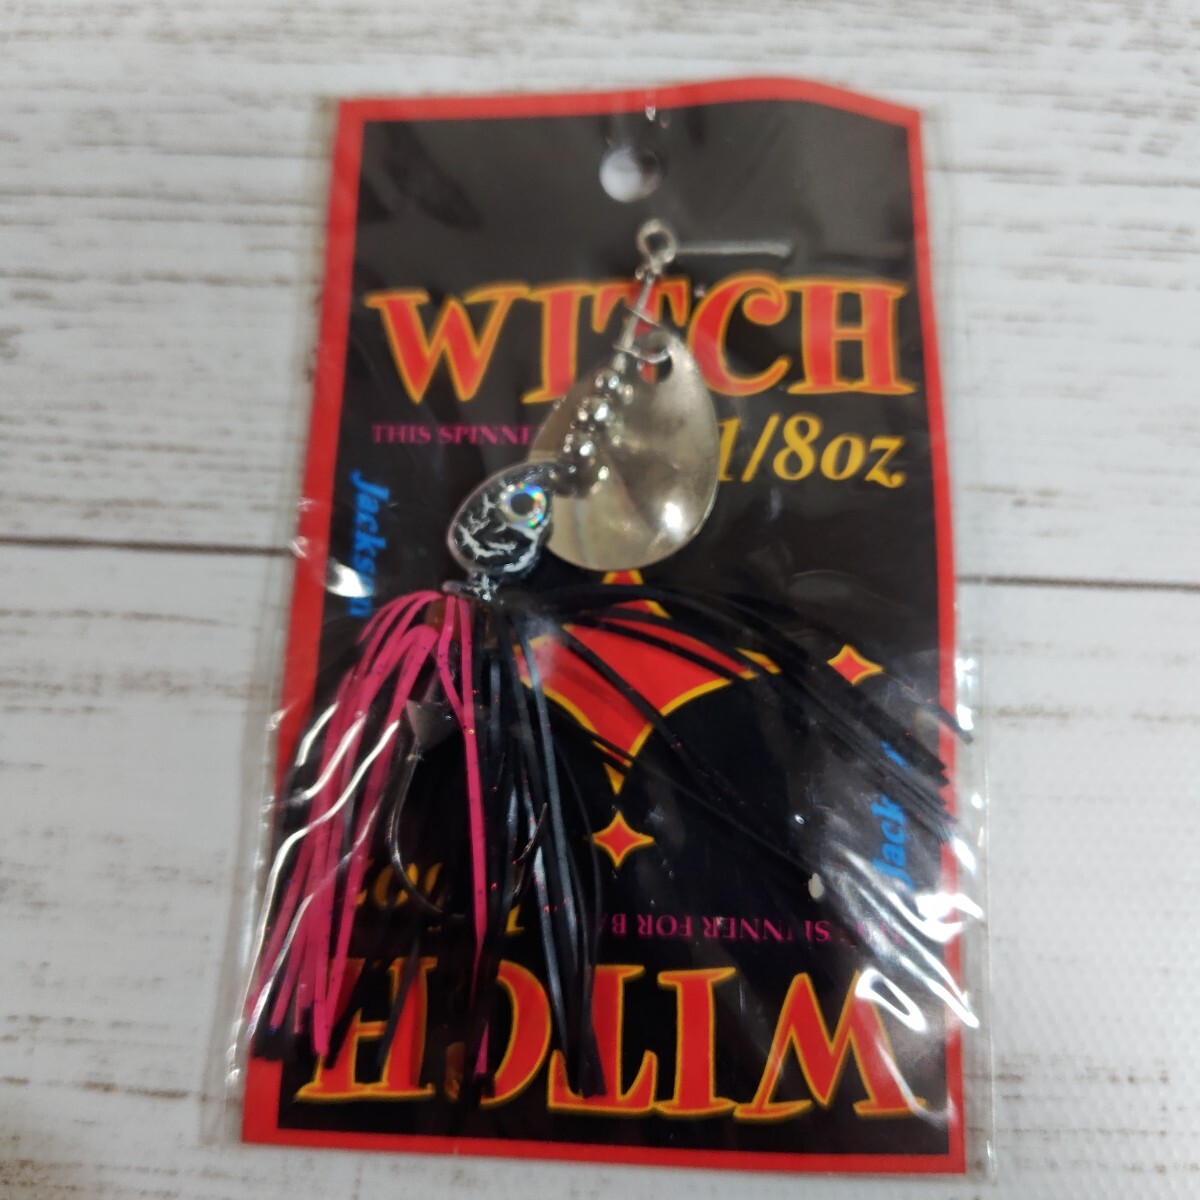 WITCH
THIS SPINNE
1/8oz
Jackson
Jack
SPINNER FOR BA
WITCH